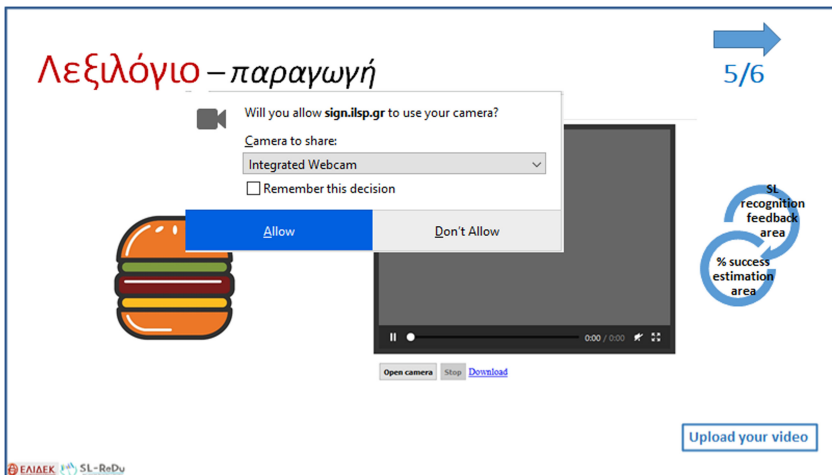 Λεξιλόγιο – παραγωγή
5/6
Will you allow sign.ilsp.gr to use your camera?
Camera to share:
Integrated Webcam
Remember this decision
Allow
Don't Allow
SL
recognition
feedback
area
% success
estimation
area
0:00 / 0:00
Open camera Stop Download
Upload your video
ΕΛΙΔΕΚ SL-ReDu